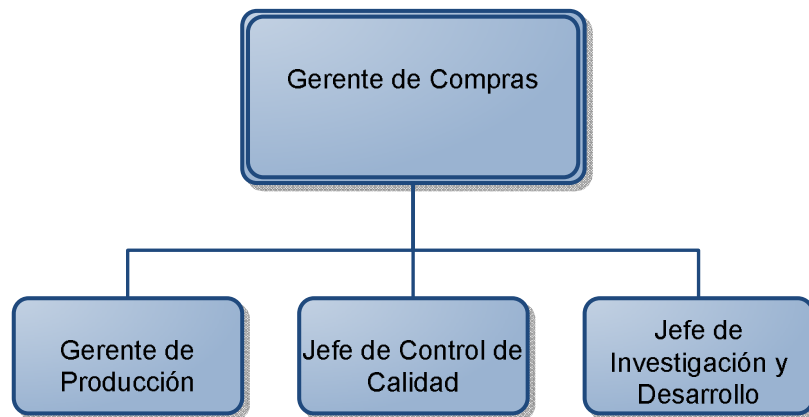 Gerente de Compras
Gerente de
Producción
Jefe de Control de
Calidad
Jefe de
Investigación y
Desarrollo